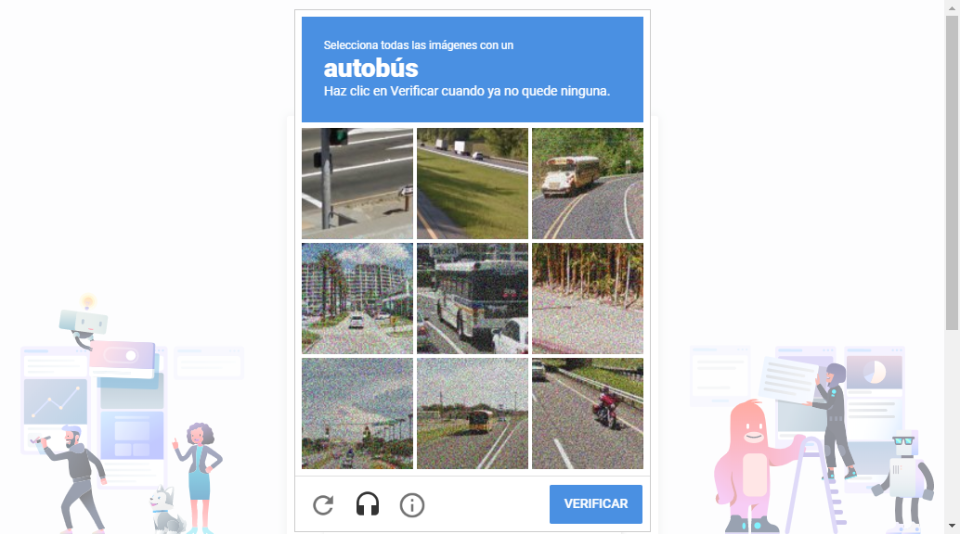 Selecciona todas las imágenes con un
autobús
Haz clic en Verificar cuando ya no quede ninguna.
VERIFICAR